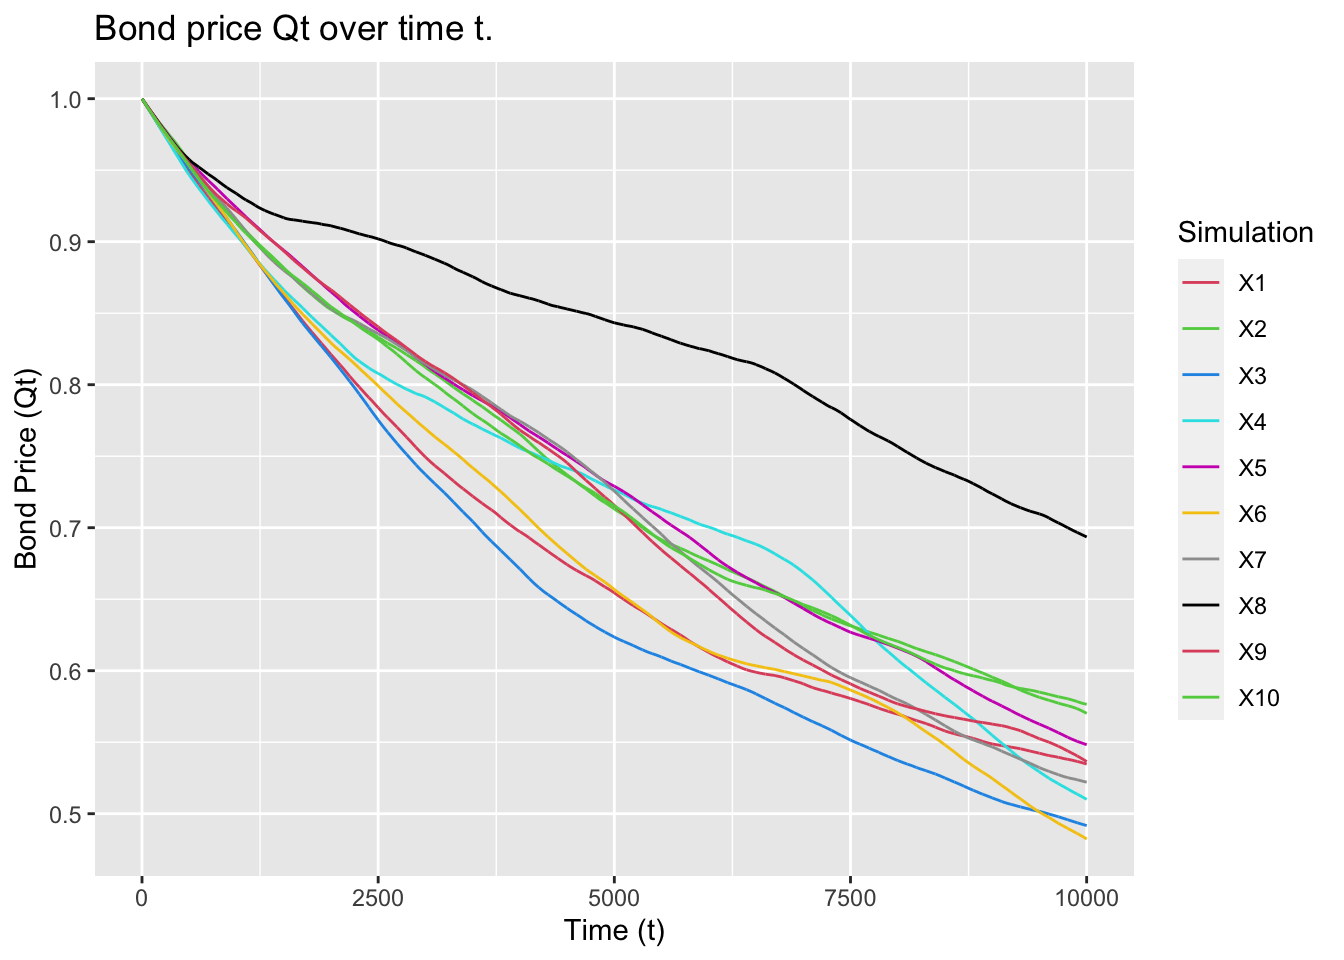 Bond price Qt over time t.
1.0
0.9
0.8
0.7
0.6
0.5
Bond Price (Qt)
0 2500 5000 7500 10000
Time (t)
Simulation
X1
X2
X3
X4
X5
X6
X7
X8
X9
X10